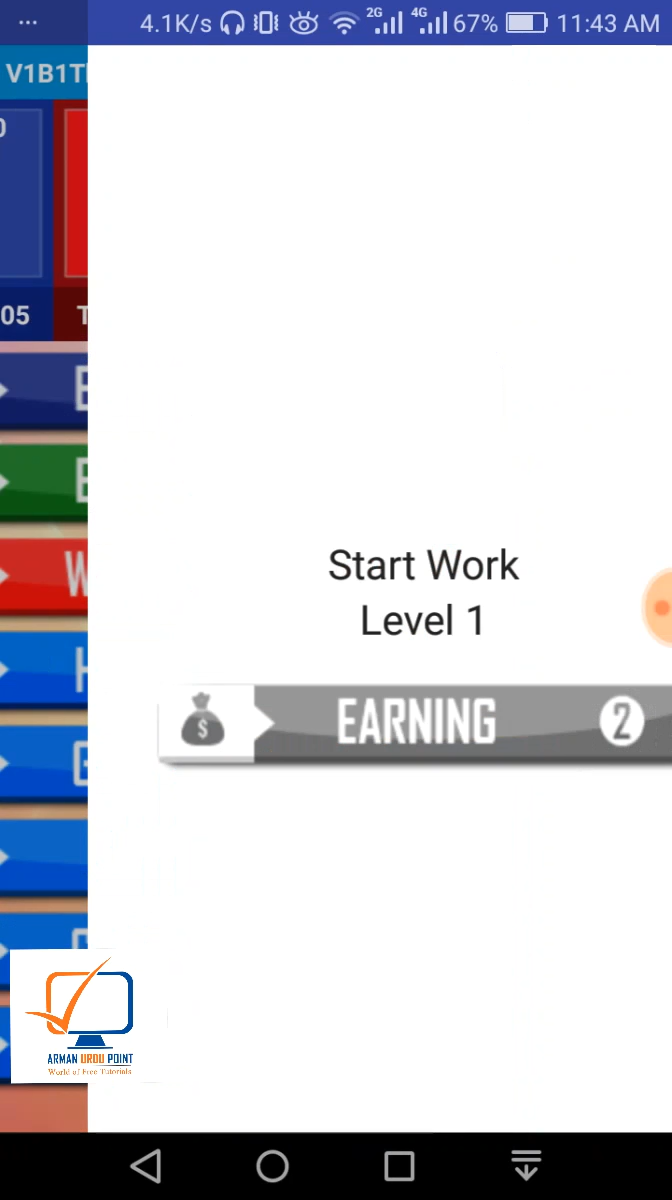 4.1K/s 2G 4G 67% 11:43 AM
V1B1T
05
Start Work
Level 1
EARNING 2
ARMAN URDU POINT
World of Free Tutorials